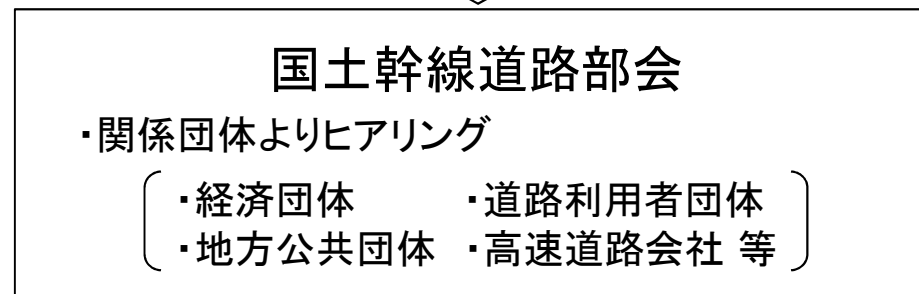 国土幹線道路部会
・関係団体よりヒアリング
・経済団体 ・道路利用者団体
・地方公共団体 ・高速道路会社 等